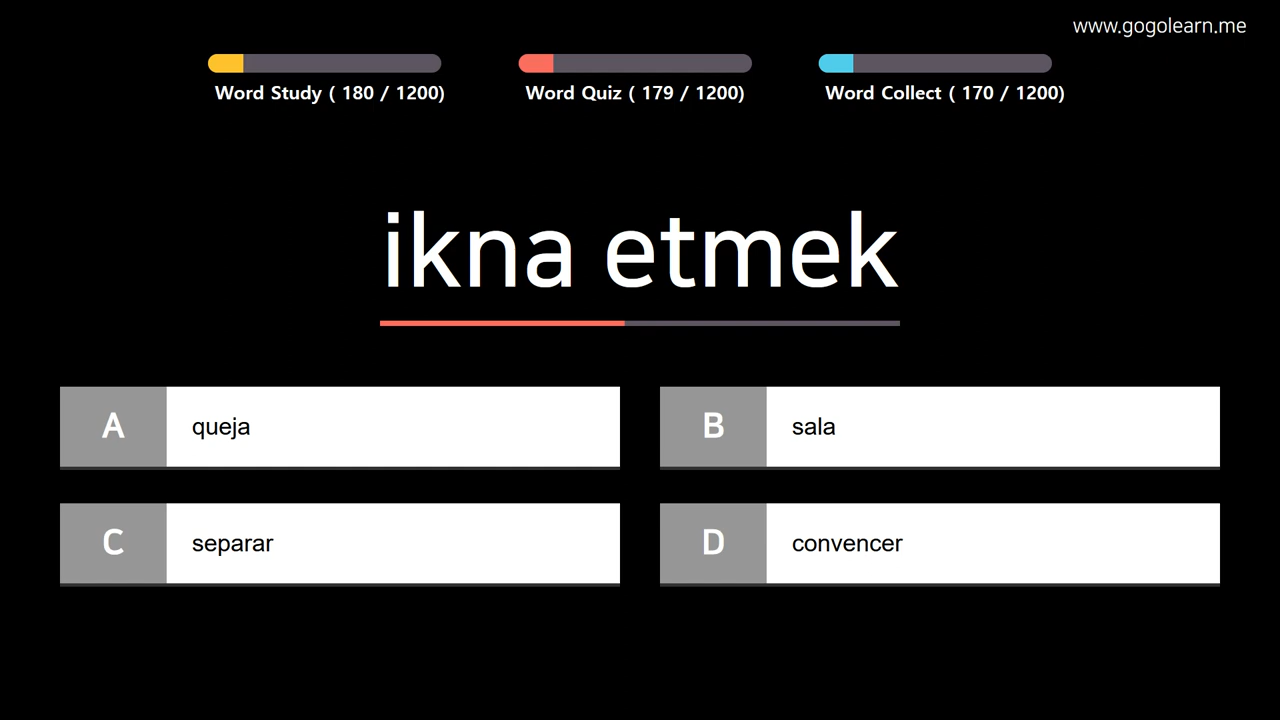 www.gogolearn.me
Word Study ( 180 / 1200)
Word Quiz ( 179 / 1200)
Word Collect ( 170 / 1200)
ikna etmek
A queja
B sala
C separar
D convencer